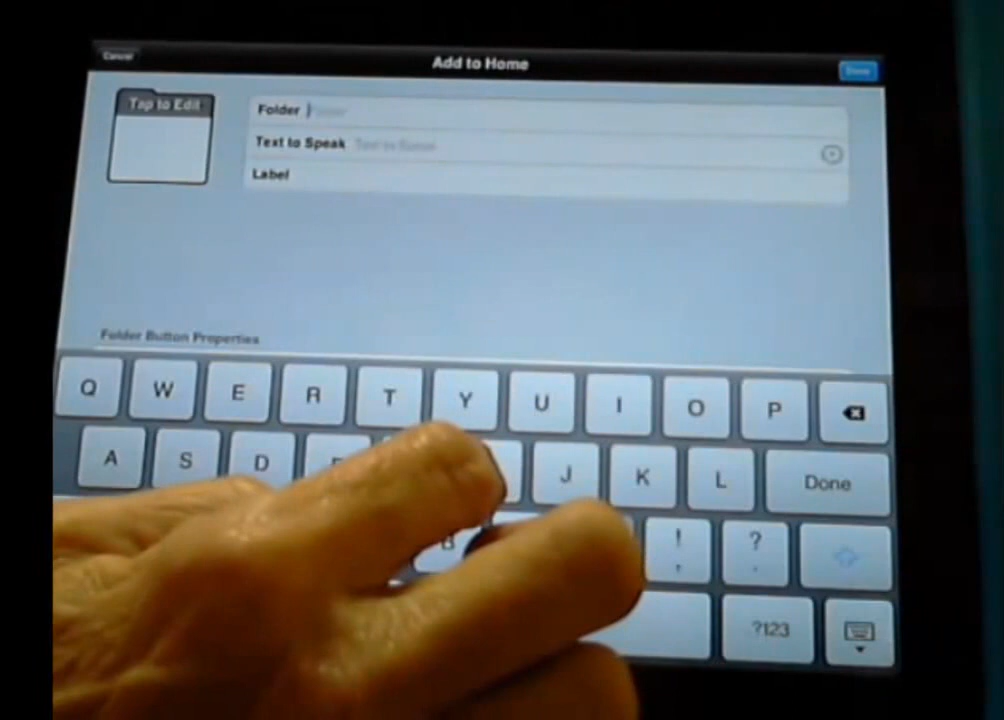 Cancel
Add to Home
Done
Tap to Edit
Folder
Text to Speak
Label
Folder Button Properties
Q W E R T Y U I O P
A S D F J K L Done
B ! , ? .
?123